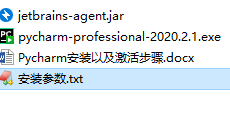 jetbrains-agent.jar
pycharm-professional-2020.2.1.exe
Pycharm安装以及激活步骤.docx
安装参数.txt